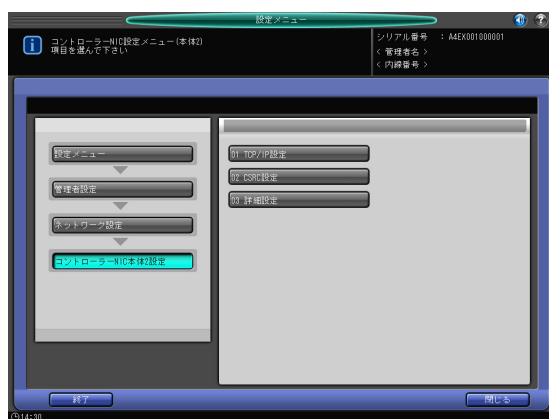 設定メニュー
コントローラーNIC設定メニュー(本体2)
項目を選んで下さい
シリアル番号 : A4EX001000001
< 管理者名 >
< 内線番号 >
設定メニュー
管理者設定
ネットワーク設定
コントローラーNIC本体2設定
01 TCP/IP設定
02 CSRC設定
03 詳細設定
終了
閉じる
14:30